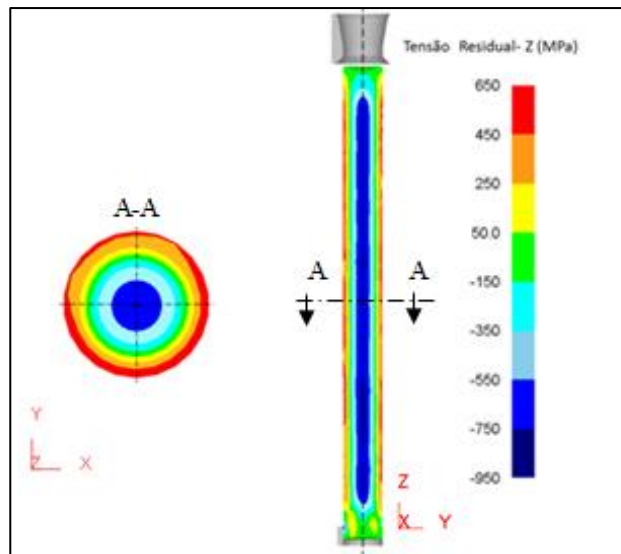 Tensão Residual- Z (MPa)
650
450
250
50.0
-150
-350
-550
-750
-950
A-A
A
A
Y
Z
X
Z
X
Y